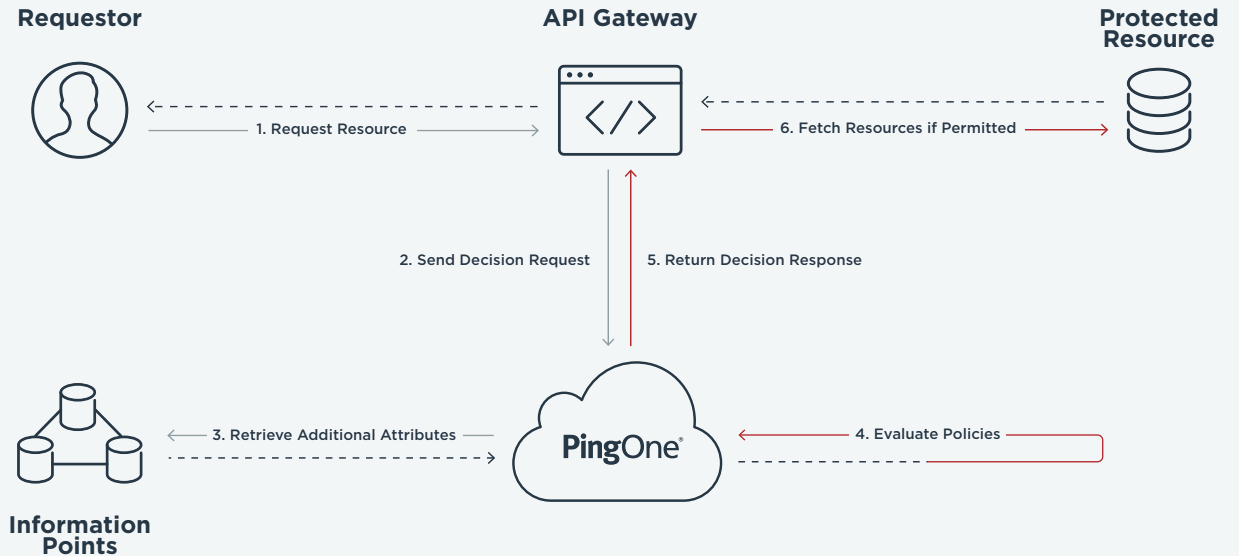 Requestor
API Gateway
Protected
Resource
</>
1. Request Resource
6. Fetch Resources if Permitted
2. Send Decision Request
5. Return Decision Response
3. Retrieve Additional Attributes
PingOne®
4. Evaluate Policies
Information
Points